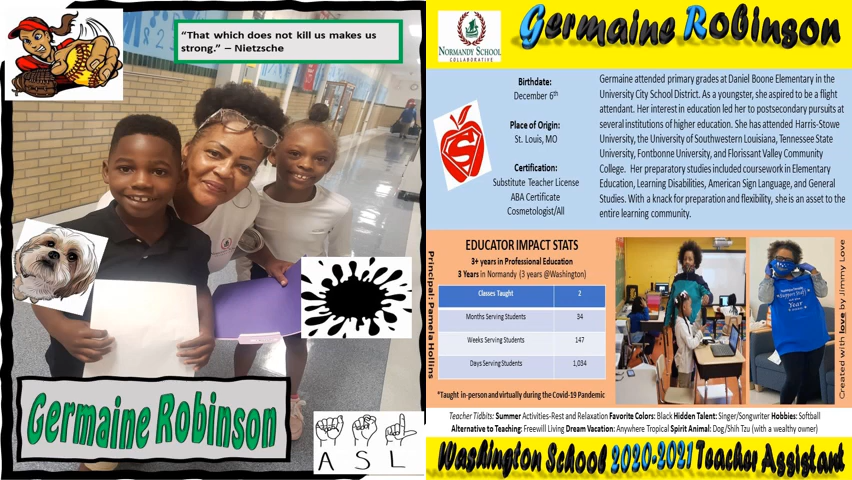 "That which does not kill us makes us
strong." – Nietzsche
Germaine Robinson
A S L
NORMANDY SCHOOL
COLLABORATIVE
Germaine Robinson
Birthdate:
December 6th
Place of Origin:
St. Louis, MO
Certification:
Substitute Teacher License
ABA Certificate
Cosmetologist/All
Germaine attended primary grades at Daniel Boone Elementary in the
University City School District. As a youngster, she aspired to be a flight
attendant. Her interest in education led her to postsecondary pursuits at
several institutions of higher education. She has attended Harris-Stowe
University, the University of Southwestern Louisiana, Tennessee State
University, Fontbonne University, and Florissant Valley Community
College. Her preparatory studies included coursework in Elementary
Education, Learning Disabilities, American Sign Language, and General
Studies. With a knack for preparation and flexibility, she is an asset to the
entire learning community.
Principal: Pamela Hollins
EDUCATOR IMPACT STATS
3+ years in Professional Education
3 Years in Normandy (3 years @Washington)
Classes Taught 2
Months Serving Students 34
Weeks Serving Students 147
Days Serving Students 1,034
*Taught in-person and virtually during the Covid-19 Pandemic
Support Staff
Year
Created with love by Jimmy Love
Teacher Tidbits: Summer Activities-Rest and Relaxation Favorite Colors: Black Hidden Talent: Singer/Songwriter Hobbies: Softball
Alternative to Teaching: Freewill Living Dream Vacation: Anywhere Tropical Spirit Animal: Dog/Shih Tzu (with a wealthy owner)
Washington School 2020-2021 Teacher Assistant